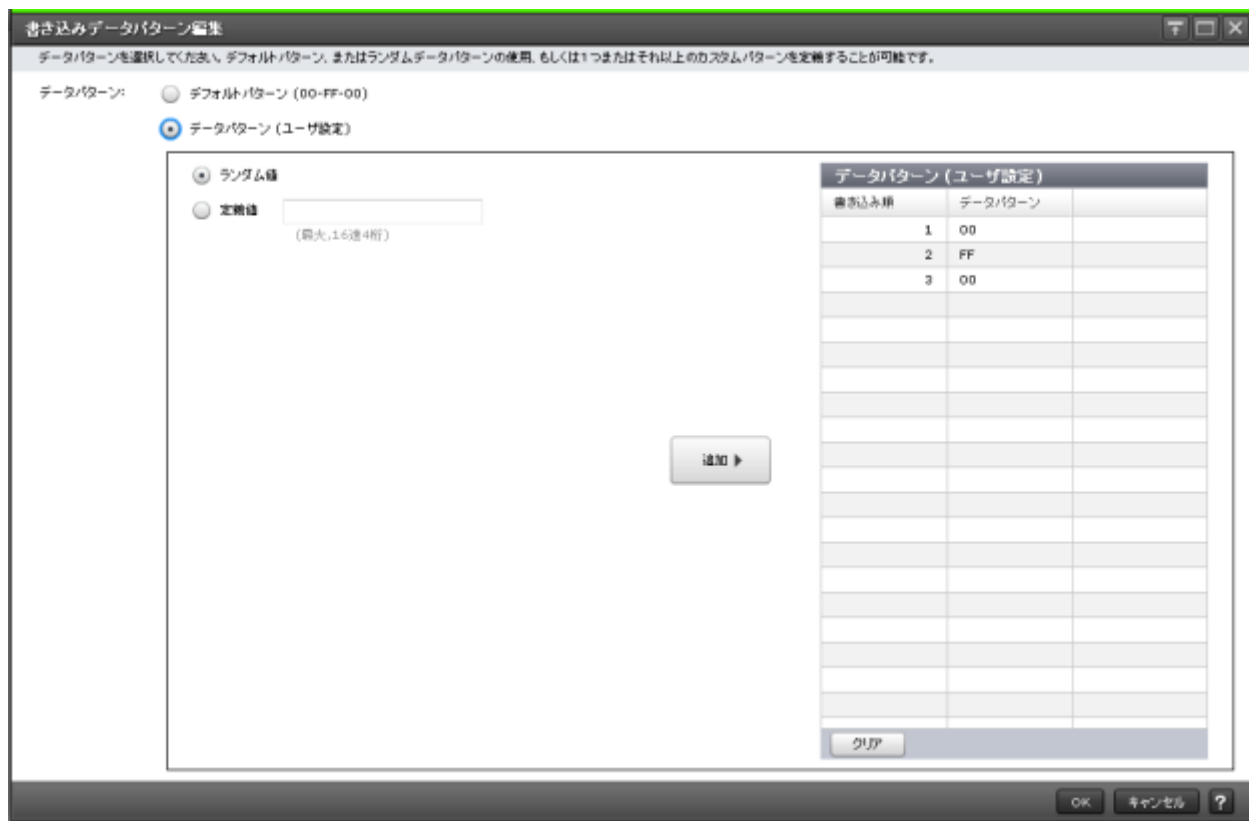 書き込みデータパターン編集
データパターンを選択してください。デフォルトパターン、またはランダムデータパターンの使用、もしくは1つまたはそれ以上のカスタムパターンを定義することが可能です。
データパターン:
デフォルトパターン (00-FF-00)
データパターン (ユーザ設定)
ランダム値
定義値
(最大,16進4桁)
追加
データパターン (ユーザ設定)
書き込み順 データパターン
1 00
2 FF
3 00
クリア
OK キャンセル ?